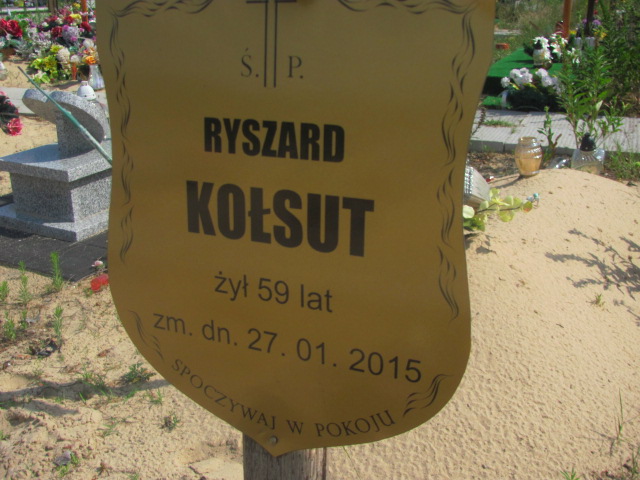 Ś. P.
RYSZARD
KOŁSUT
żył 59 lat
zm. dn. 27. 01. 2015
SPOCZYWAJ W POKOJU